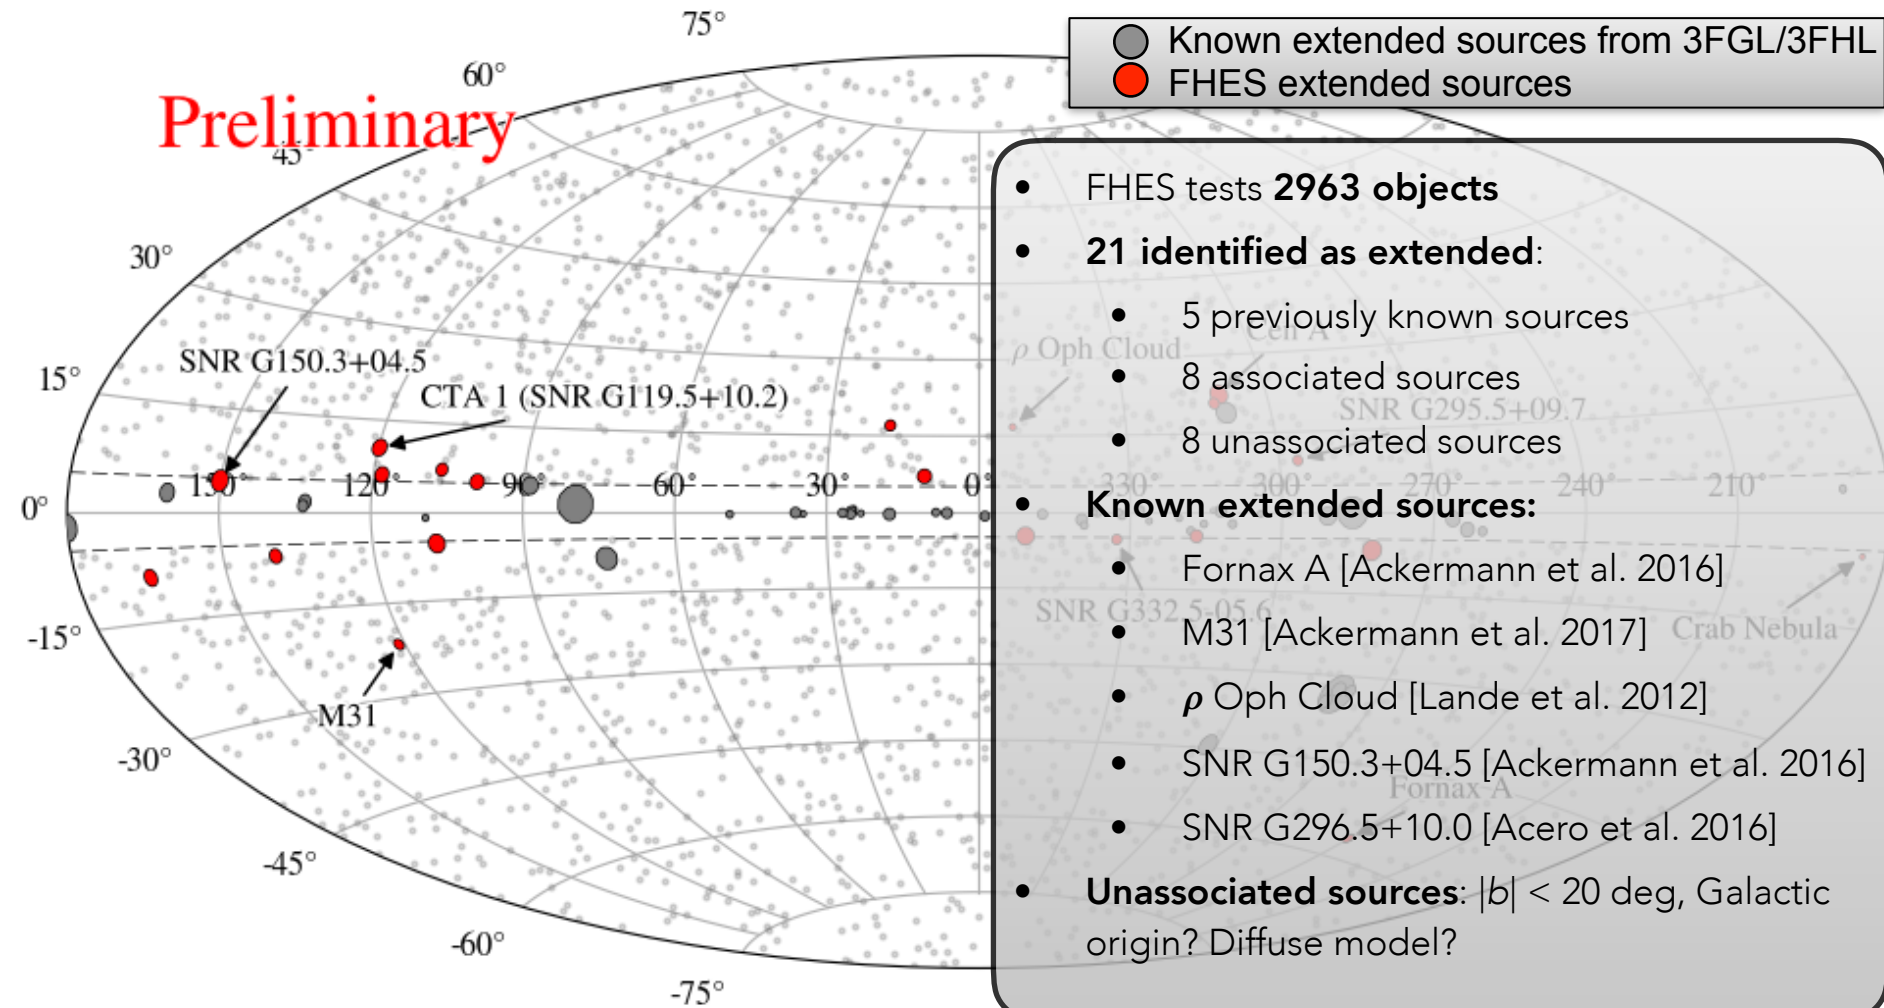 75°
Known extended sources from 3FGL/3FHL
FHES extended sources
60°
Preliminary
45°
• FHES tests 2963 objects
• 21 identified as extended:
30°
• 5 previously known sources
Cen A
ρ Oph Cloud
SNR G150.3+04.5
15°
• 8 associated sources
CTA 1 (SNR G119.5+10.2)
SNR G295.5+09.7
• 8 unassociated sources
150° 120° 90° 60° 30° 0° 330° 300° 270° 240° 210°
0°
• Known extended sources:
• Fornax A [Ackermann et al. 2016]
SNR G332.5-05.6
-15°
• M31 [Ackermann et al. 2017]
Crab Nebula
• ρ Oph Cloud [Lande et al. 2012]
M31
-30°
• SNR G150.3+04.5 [Ackermann et al. 2016]
Fornax A
• SNR G296.5+10.0 [Acero et al. 2016]
-45°
• Unassociated sources: |b| < 20 deg, Galactic
origin? Diffuse model?
-60°
-75°